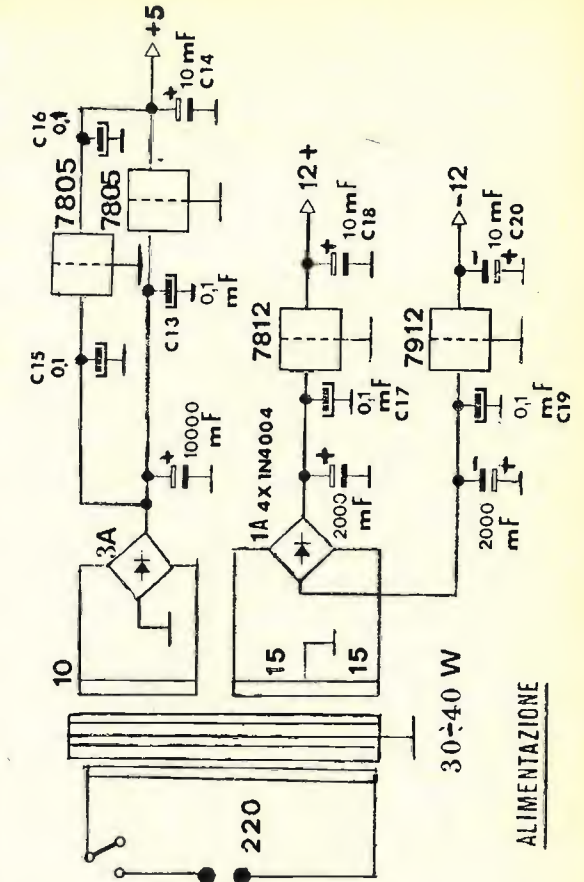 C16
0,1
+5
7805
10 mF
C14
7805
C15
0,1
C13
0,1
mF
10000
mF
3A
10
12+
10 mF
C18
7812
0,1
mF
C17
1A 4X 1N4004
2000
mF
15
15
-12
10 mF
C20
7912
0,1
mF
C19
2000
mF
220
30÷40 W
ALIMENTAZIONE
+
+
+
+
-
+
-
+